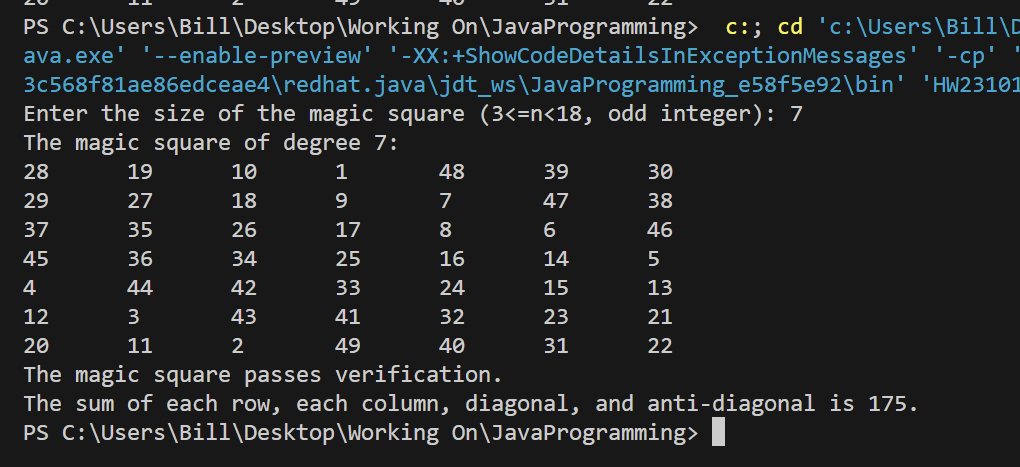 PS C:\Users\Bill\Desktop\Working On\JavaProgramming>  c:; cd 'c:\Users\Bill\D
ava.exe' '--enable-preview' '-XX:+ShowCodeDetailsInExceptionMessages' '-cp' '
3c568f81ae86edceae4\redhat.java\jdt_ws\JavaProgramming_e58f5e92\bin' 'HW23101
Enter the size of the magic square (3<=n<18, odd integer): 7
The magic square of degree 7:
28 19 10 1 48 39 30
29 27 18 9 7 47 38
37 35 26 17 8 6 46
45 36 34 25 16 14 5
4 44 42 33 24 15 13
12 3 43 41 32 23 21
20 11 2 49 40 31 22
The magic square passes verification.
The sum of each row, each column, diagonal, and anti-diagonal is 175.
PS C:\Users\Bill\Desktop\Working On\JavaProgramming>